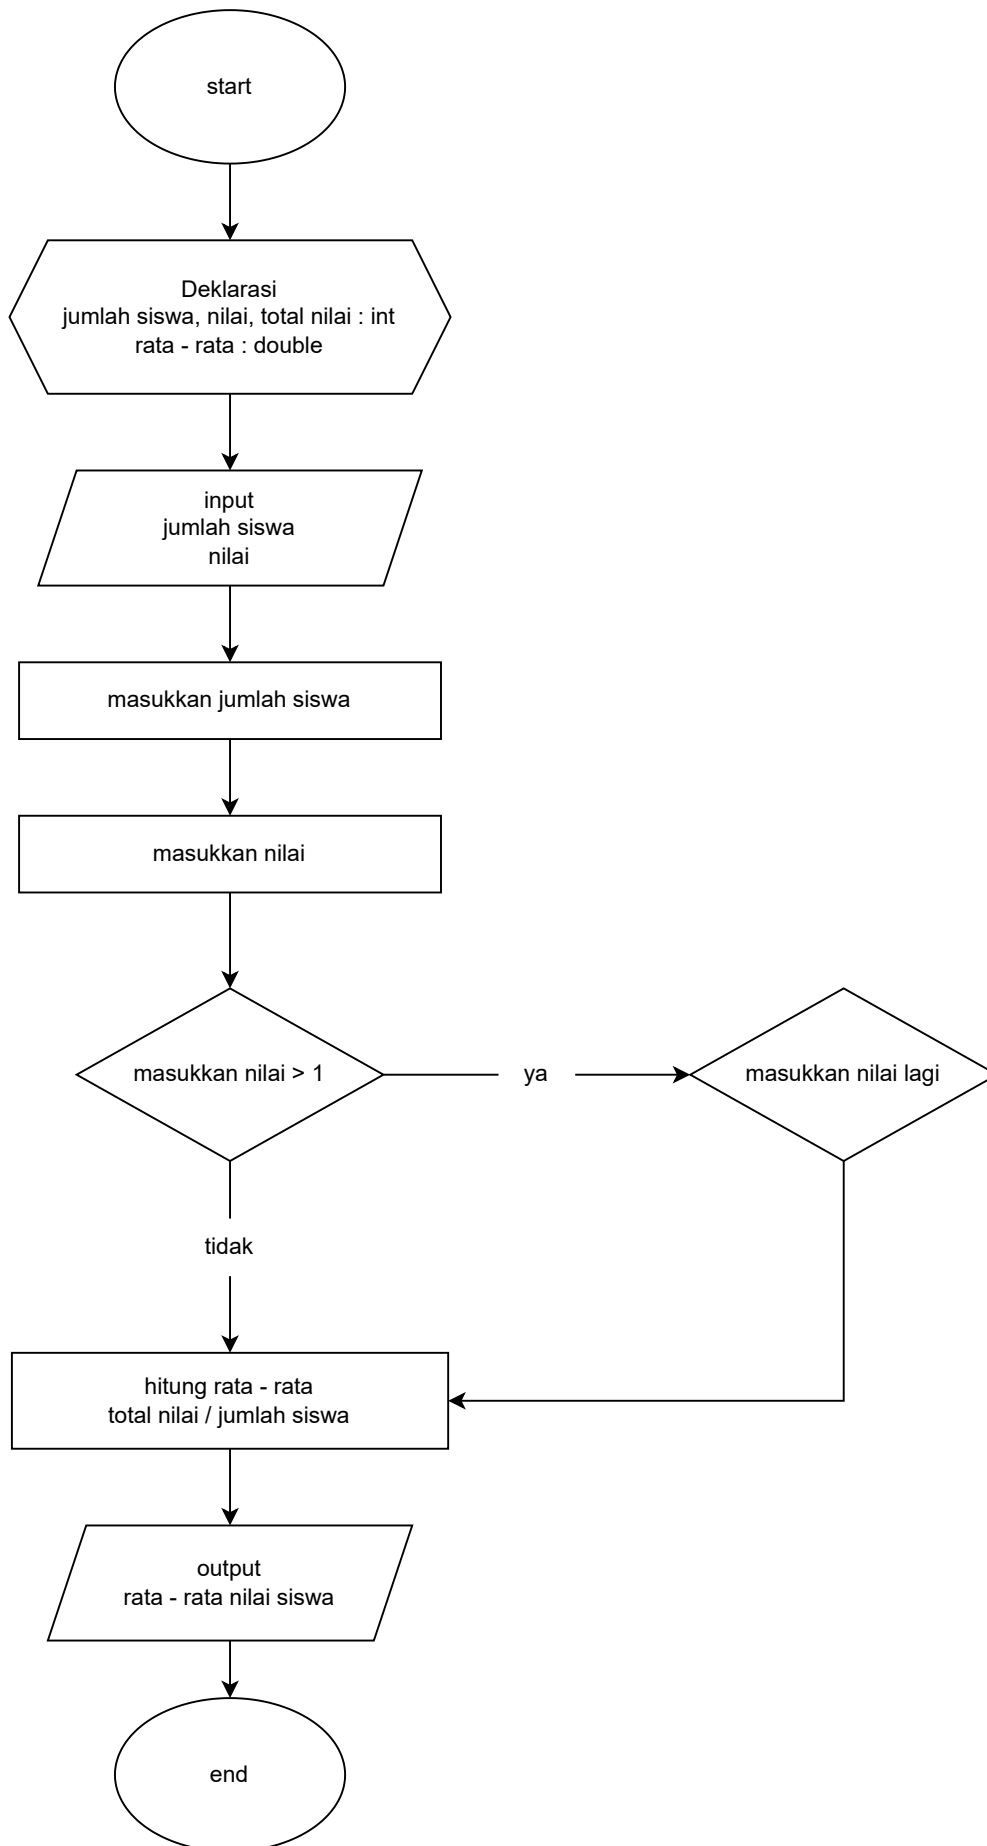 start
Deklarasi
jumlah siswa, nilai, total nilai : int
rata - rata : double
input
jumlah siswa
nilai
masukkan jumlah siswa
masukkan nilai
masukkan nilai > 1
ya
masukkan nilai lagi
tidak
hitung rata - rata
total nilai / jumlah siswa
output
rata - rata nilai siswa
end